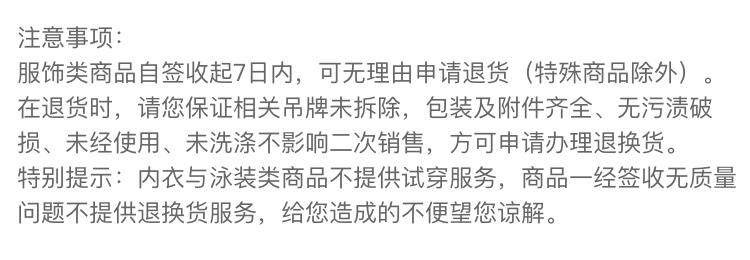 注意事项：
服饰类商品自签收起7日内，可无理由申请退货（特殊商品除外）。
在退货时，请您保证相关吊牌未拆除，包装及附件齐全、无污渍破
损、未经使用、未洗涤不影响二次销售，方可申请办理退换货。
特别提示：内衣与泳装类商品不提供试穿服务，商品一经签收无质量
问题不提供退换货服务，给您造成的不便望您谅解。